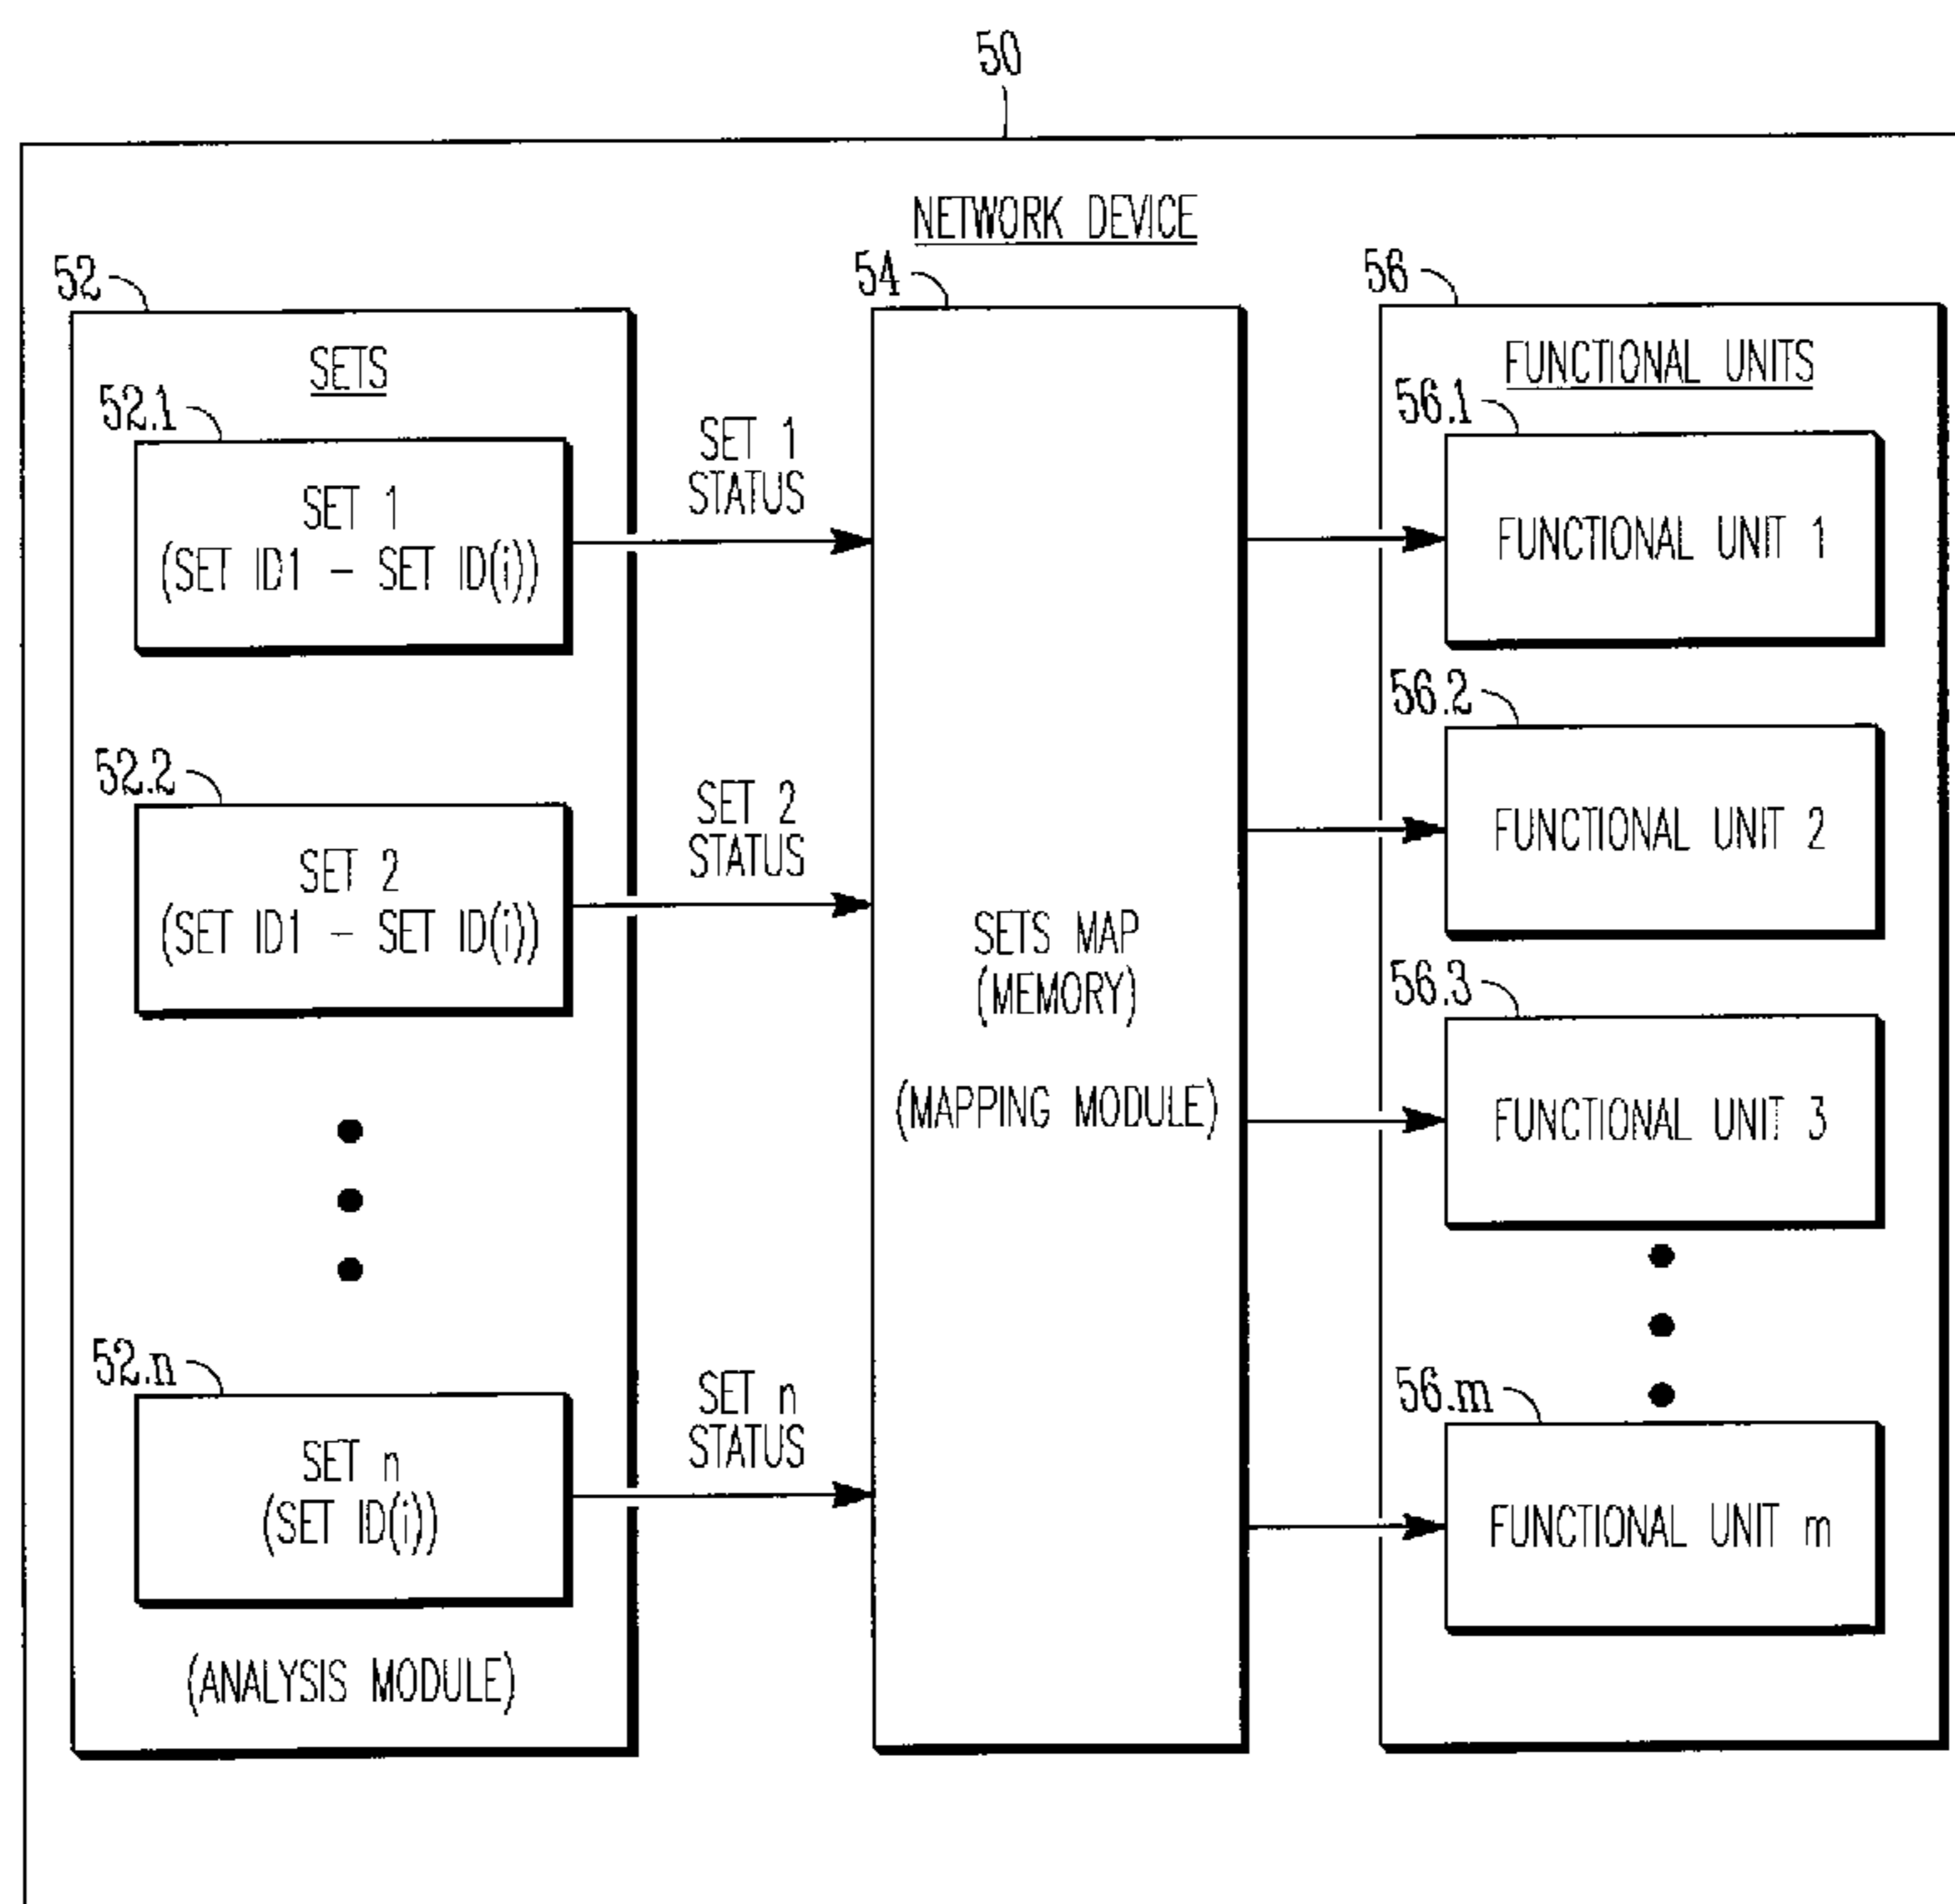 50
NETWORK DEVICE
52
SETS
52.1
SET 1
(SET ID1 – SET ID(i))
52.2
SET 2
(SET ID1 – SET ID(i))
52.n
SET n
(SET ID(i))
(ANALYSIS MODULE)
SET 1
STATUS
SET 2
STATUS
SET n
STATUS
54
SETS MAP
(MEMORY)
(MAPPING MODULE)
56
FUNCTIONAL UNITS
56.1
FUNCTIONAL UNIT 1
56.2
FUNCTIONAL UNIT 2
56.3
FUNCTIONAL UNIT 3
56.m
FUNCTIONAL UNIT m